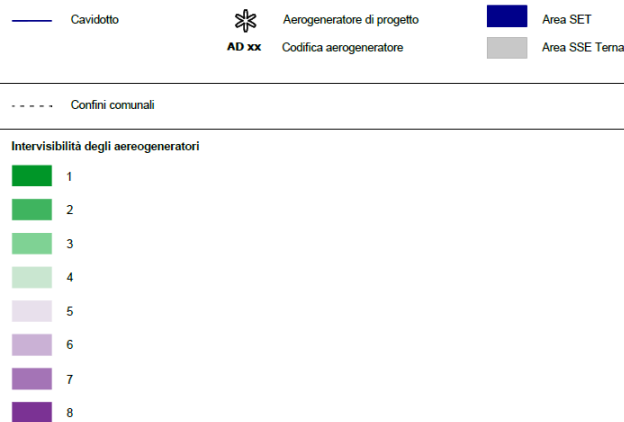 Cavidotto
Aerogeneratore di progetto
Area SET
AD xx
Codifica aerogeneratore
Area SSE Terna
Confini comunali
Intervisibilità degli aereogeneratori
1
2
3
4
5
6
7
8